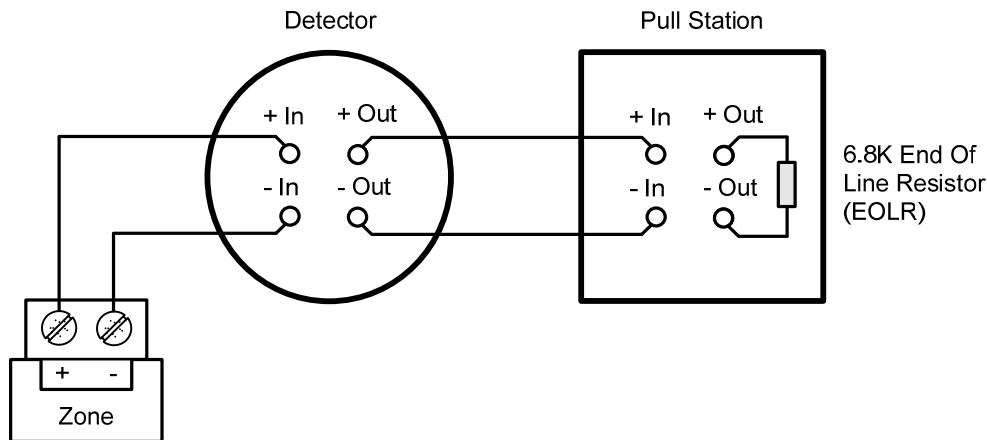 Detector
Pull Station
+ In
+ Out
+ In
+ Out
- In
- Out
- In
- Out
6.8K End Of
Line Resistor
(EOLR)
+ -
Zone